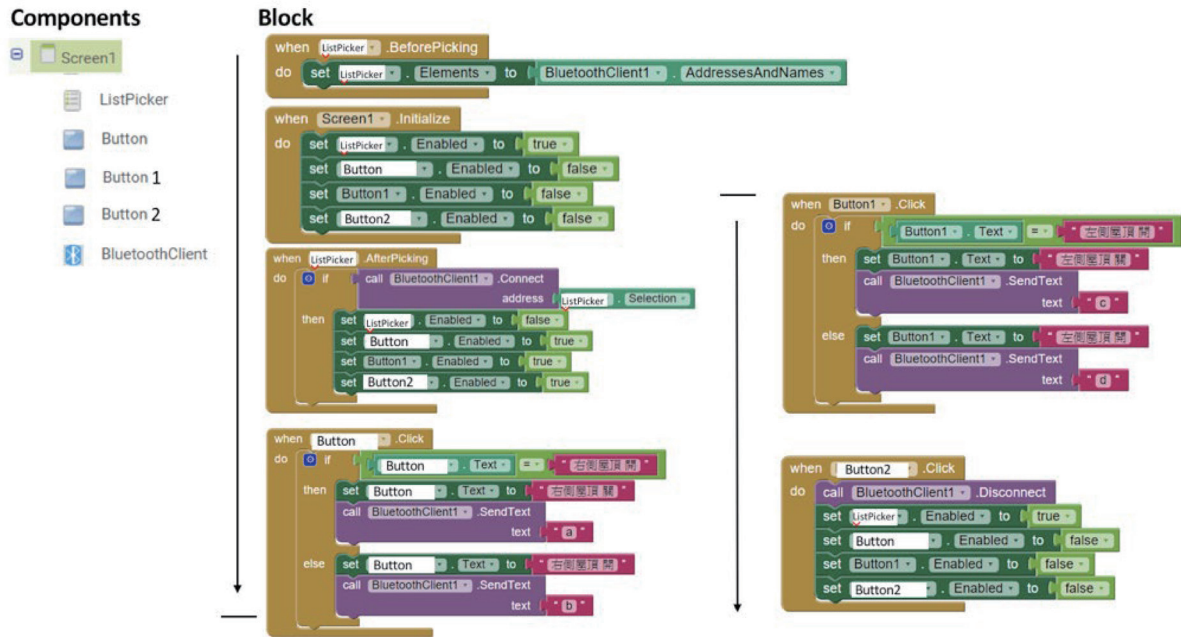 Components
Screen1
ListPicker
Button
Button 1
Button 2
BluetoothClient
Block
when ListPicker .BeforePicking
do set ListPicker . Elements to BluetoothClient1 . AddressesAndNames
when Screen1 .Initialize
do set ListPicker . Enabled to true
set Button . Enabled to false
set Button1 . Enabled to false
set Button2 . Enabled to false
when ListPicker .AfterPicking
do if call BluetoothClient1 .Connect
address ListPicker . Selection
then set ListPicker . Enabled to false
set Button . Enabled to true
set Button1 . Enabled to true
set Button2 . Enabled to true
when Button .Click
do if Button . Text = " 右側屋頂 開 "
then set Button . Text to " 右側屋頂 關 "
call BluetoothClient1 .SendText
text " a "
else set Button . Text to " 右側屋頂 開 "
call BluetoothClient1 .SendText
text " b "
when Button1 .Click
do if Button1 . Text = " 左側屋頂 開 "
then set Button1 . Text to " 左側屋頂 關 "
call BluetoothClient1 .SendText
text " c "
else set Button1 . Text to " 左側屋頂 開 "
call BluetoothClient1 .SendText
text " d "
when Button2 .Click
do call BluetoothClient1 .Disconnect
set ListPicker . Enabled to true
set Button . Enabled to false
set Button1 . Enabled to false
set Button2 . Enabled to false